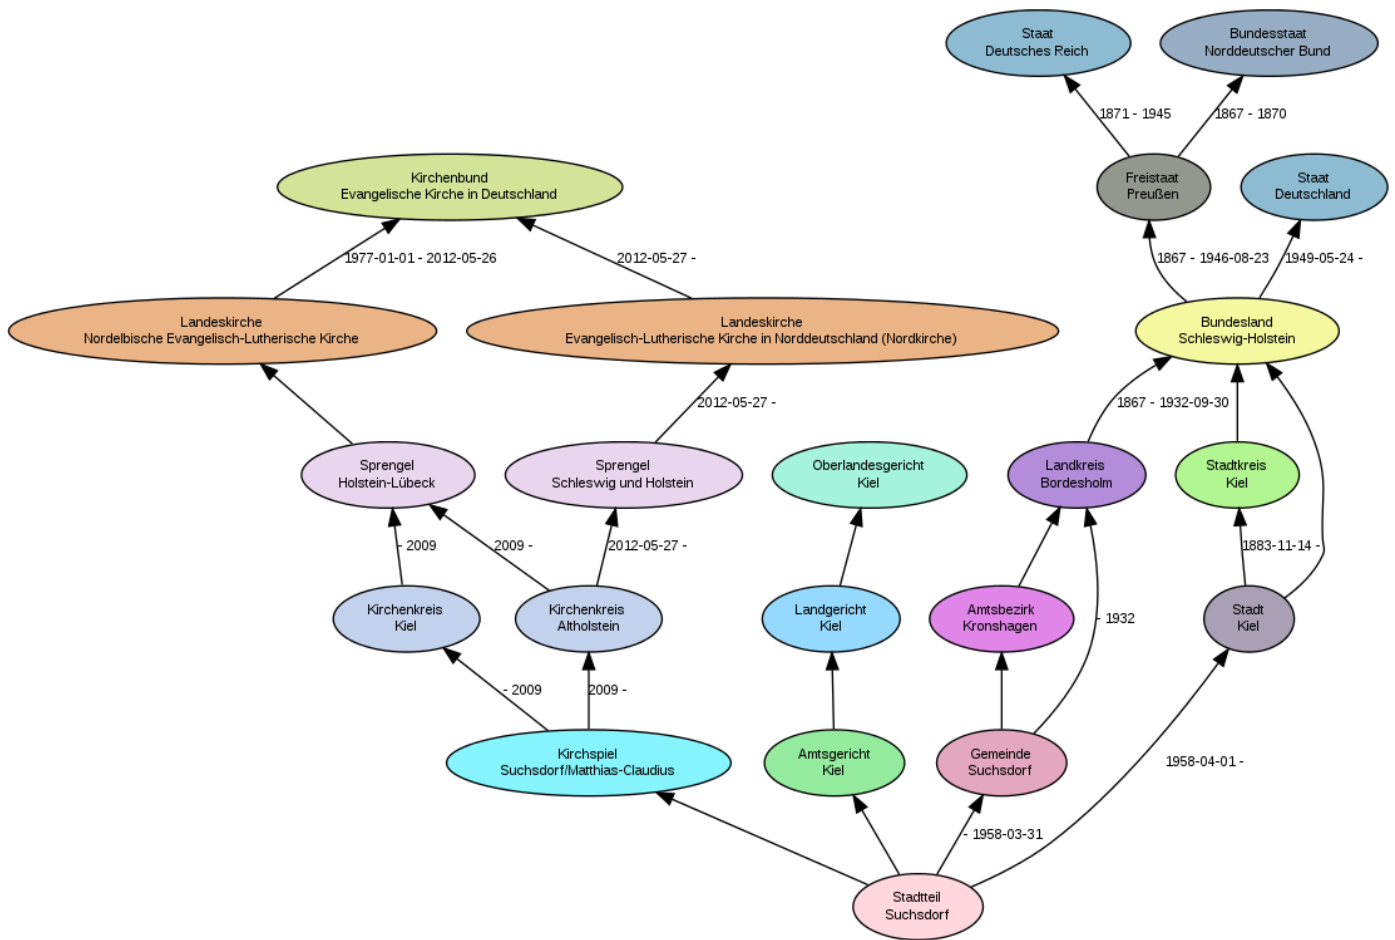 Staat
Deutsches Reich
Bundesstaat
Norddeutscher Bund
1871 - 1945
1867 - 1870
Kirchenbund
Evangelische Kirche in Deutschland
Freistaat
Preußen
Staat
Deutschland
1977-01-01 - 2012-05-26
2012-05-27 -
1867 - 1946-08-23
1949-05-24 -
Landeskirche
Nordelbische Evangelisch-Lutherische Kirche
Landeskirche
Evangelisch-Lutherische Kirche in Norddeutschland (Nordkirche)
Bundesland
Schleswig-Holstein
2012-05-27 -
1867 - 1932-09-30
Sprengel
Holstein-Lübeck
Sprengel
Schleswig und Holstein
Oberlandesgericht
Kiel
Landkreis
Bordesholm
Stadtkreis
Kiel
- 2009
2009 -
2012-05-27 -
1883-11-14 -
Kirchenkreis
Kiel
Kirchenkreis
Altholstein
Landgericht
Kiel
Amtsbezirk
Kronshagen
- 1932
Stadt
Kiel
- 2009
2009 -
Kirchspiel
Suchsdorf/Matthias-Claudius
Amtsgericht
Kiel
Gemeinde
Suchsdorf
1958-04-01 -
- 1958-03-31
Stadtteil
Suchsdorf